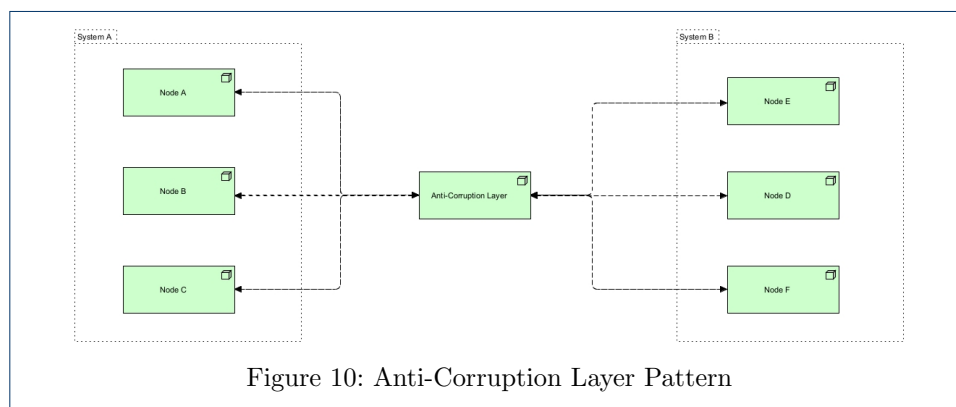 System A
System B
Node A
Node E
Node B
Anti-Corruption Layer
Node D
Node C
Node F
Figure 10: Anti-Corruption Layer Pattern